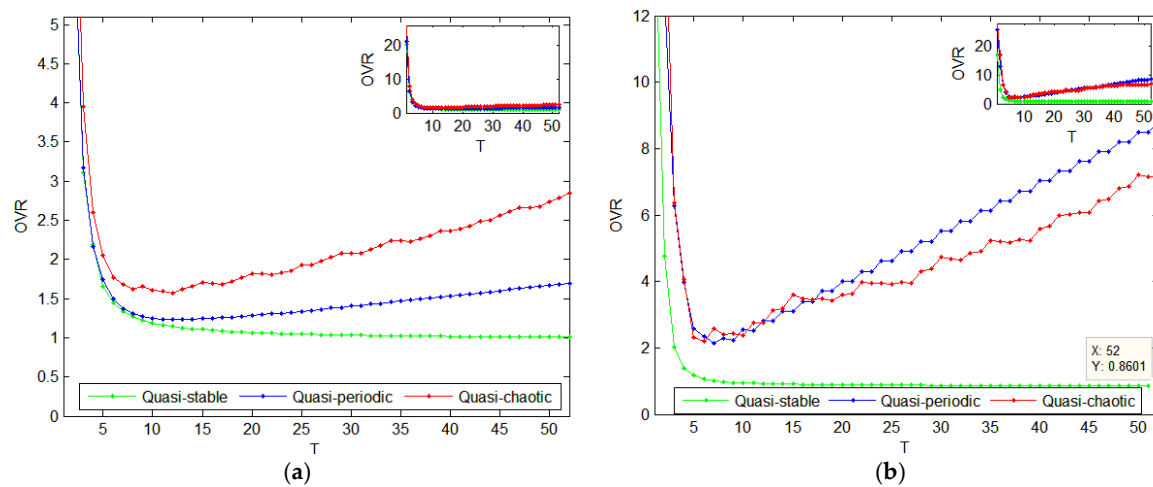 5
4.5
4
3.5
3
2.5
2
1.5
1
0.5
0
OVR
5 10 15 20 25 30 35 40 45 50
T
Quasi-stable Quasi-periodic Quasi-chaotic
20
10
0
OVR
10 20 30 40 50
T
(a)
12
10
8
6
4
2
0
OVR
5 10 15 20 25 30 35 40 45 50
T
Quasi-stable Quasi-periodic Quasi-chaotic
X: 52
Y: 0.8601
20
10
0
OVR
10 20 30 40 50
T
(b)